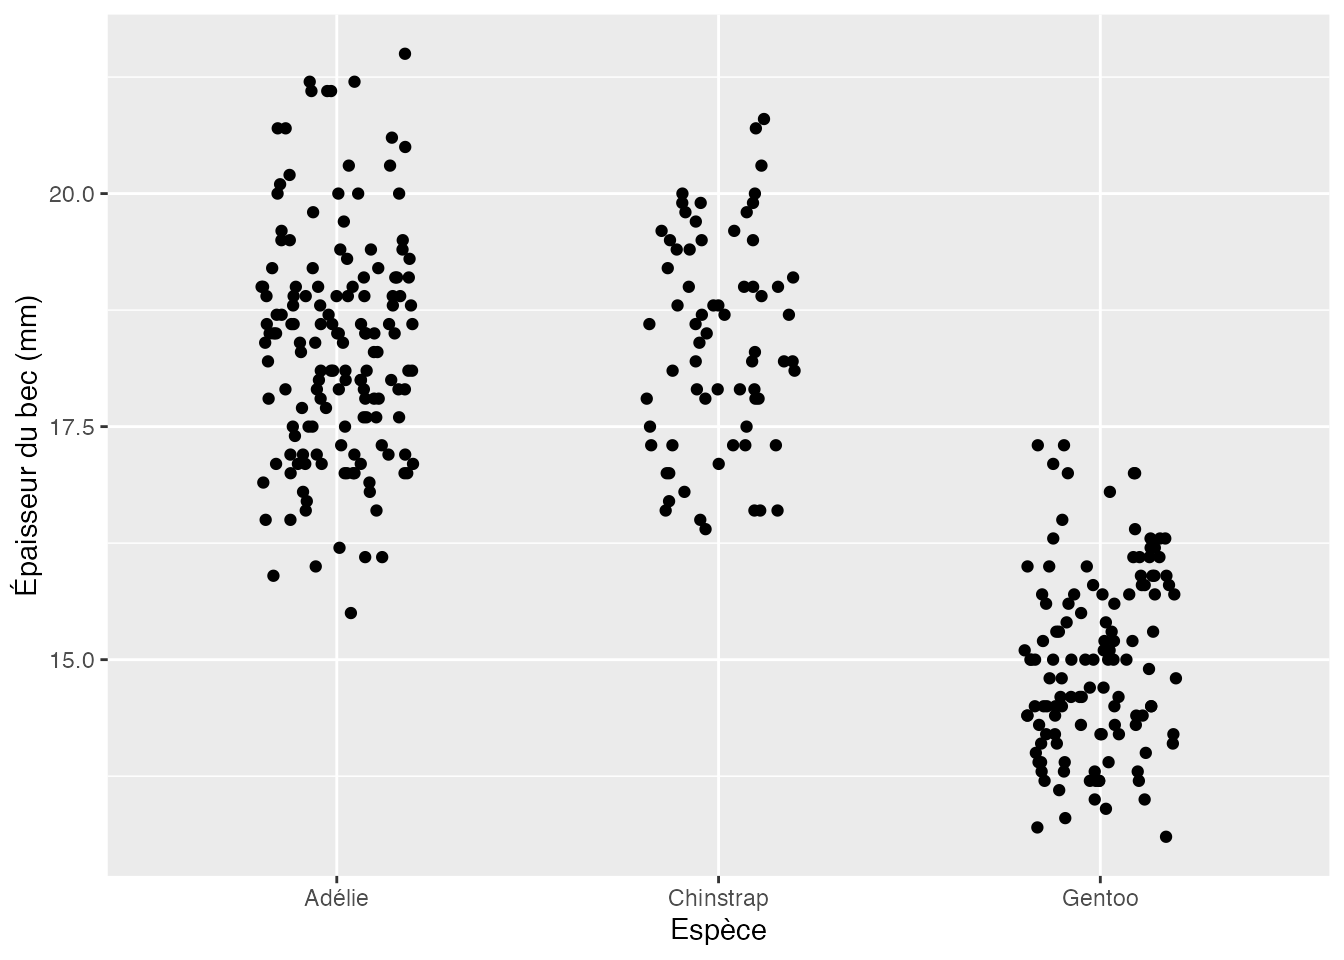 Épaisseur du bec (mm)
20.0
17.5
15.0
Adélie
Chinstrap
Gentoo
Espèce